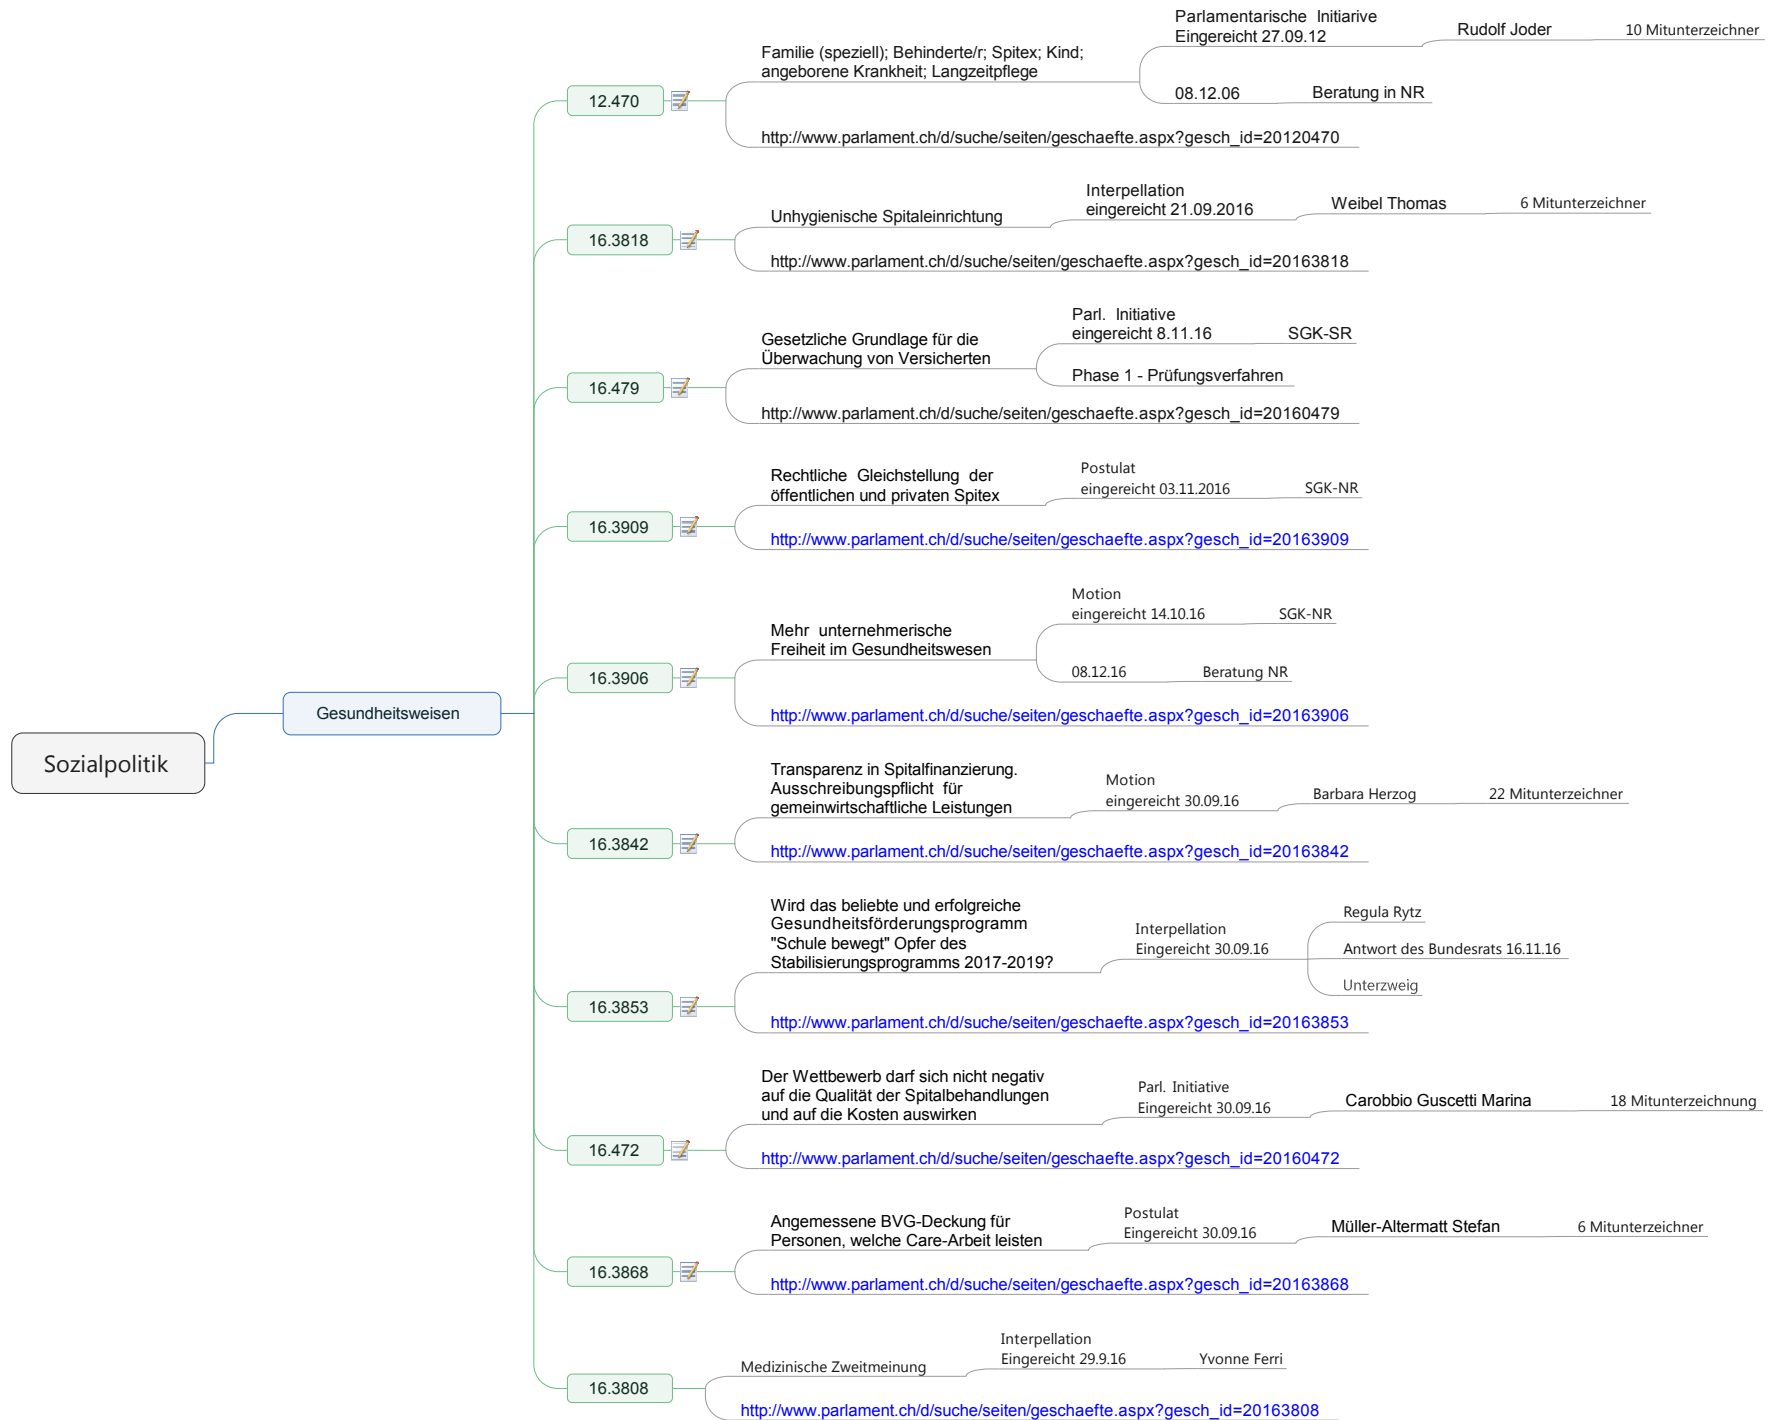 Sozialpolitik
Gesundheitsweisen
12.470
Familie (speziell); Behinderte/r; Spitex; Kind;
angeborene Krankheit; Langzeitpflege
Parlamentarische Initiarive
Eingereicht 27.09.12
Rudolf Joder
10 Mitunterzeichner
08.12.06
Beratung in NR
http://www.parlament.ch/d/suche/seiten/geschaefte.aspx?gesch_id=20120470
16.3818
Unhygienische Spitaleinrichtung
Interpellation
eingereicht 21.09.2016
Weibel Thomas
6 Mitunterzeichner
http://www.parlament.ch/d/suche/seiten/geschaefte.aspx?gesch_id=20163818
16.479
Gesetzliche Grundlage für die
Überwachung von Versicherten
Parl. Initiative
eingereicht 8.11.16
SGK-SR
Phase 1 - Prüfungsverfahren
http://www.parlament.ch/d/suche/seiten/geschaefte.aspx?gesch_id=20160479
16.3909
Rechtliche Gleichstellung der
öffentlichen und privaten Spitex
Postulat
eingereicht 03.11.2016
SGK-NR
http://www.parlament.ch/d/suche/seiten/geschaefte.aspx?gesch_id=20163909
16.3906
Mehr unternehmerische
Freiheit im Gesundheitswesen
Motion
eingereicht 14.10.16
SGK-NR
08.12.16
Beratung NR
http://www.parlament.ch/d/suche/seiten/geschaefte.aspx?gesch_id=20163906
16.3842
Transparenz in Spitalfinanzierung.
Ausschreibungspflicht für
gemeinwirtschaftliche Leistungen
Motion
eingereicht 30.09.16
Barbara Herzog
22 Mitunterzeichner
http://www.parlament.ch/d/suche/seiten/geschaefte.aspx?gesch_id=20163842
16.3853
Wird das beliebte und erfolgreiche
Gesundheitsförderungsprogramm
"Schule bewegt" Opfer des
Stabilisierungsprogramms 2017-2019?
Interpellation
Eingereicht 30.09.16
Regula Rytz
Antwort des Bundesrats 16.11.16
Unterzweig
http://www.parlament.ch/d/suche/seiten/geschaefte.aspx?gesch_id=20163853
16.472
Der Wettbewerb darf sich nicht negativ
auf die Qualität der Spitalbehandlungen
und auf die Kosten auswirken
Parl. Initiative
Eingereicht 30.09.16
Carobbio Guscetti Marina
18 Mitunterzeichnung
http://www.parlament.ch/d/suche/seiten/geschaefte.aspx?gesch_id=20160472
16.3868
Angemessene BVG-Deckung für
Personen, welche Care-Arbeit leisten
Postulat
Eingereicht 30.09.16
Müller-Altermatt Stefan
6 Mitunterzeichner
http://www.parlament.ch/d/suche/seiten/geschaefte.aspx?gesch_id=20163868
16.3808
Medizinische Zweitmeinung
Interpellation
Eingereicht 29.9.16
Yvonne Ferri
http://www.parlament.ch/d/suche/seiten/geschaefte.aspx?gesch_id=20163808